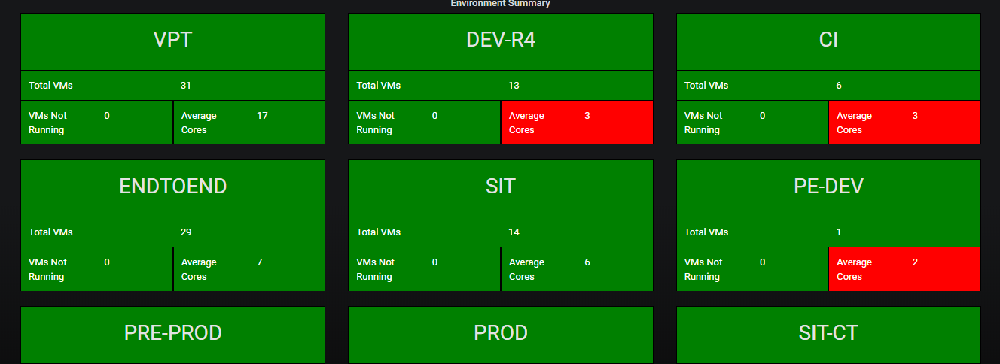 Environment Summary
VPT DEV-R4 CI
Total VMs 31 Total VMs 13 Total VMs 6
VMs Not 0 Average 17 VMs Not 0 Average 3 VMs Not 0 Average 3
Running Cores Running Cores Running Cores
ENDTOEND SIT PE-DEV
Total VMs 29 Total VMs 14 Total VMs 1
VMs Not 0 Average 7 VMs Not 0 Average 6 VMs Not 0 Average 2
Running Cores Running Cores Running Cores
PRE-PROD PROD SIT-CT